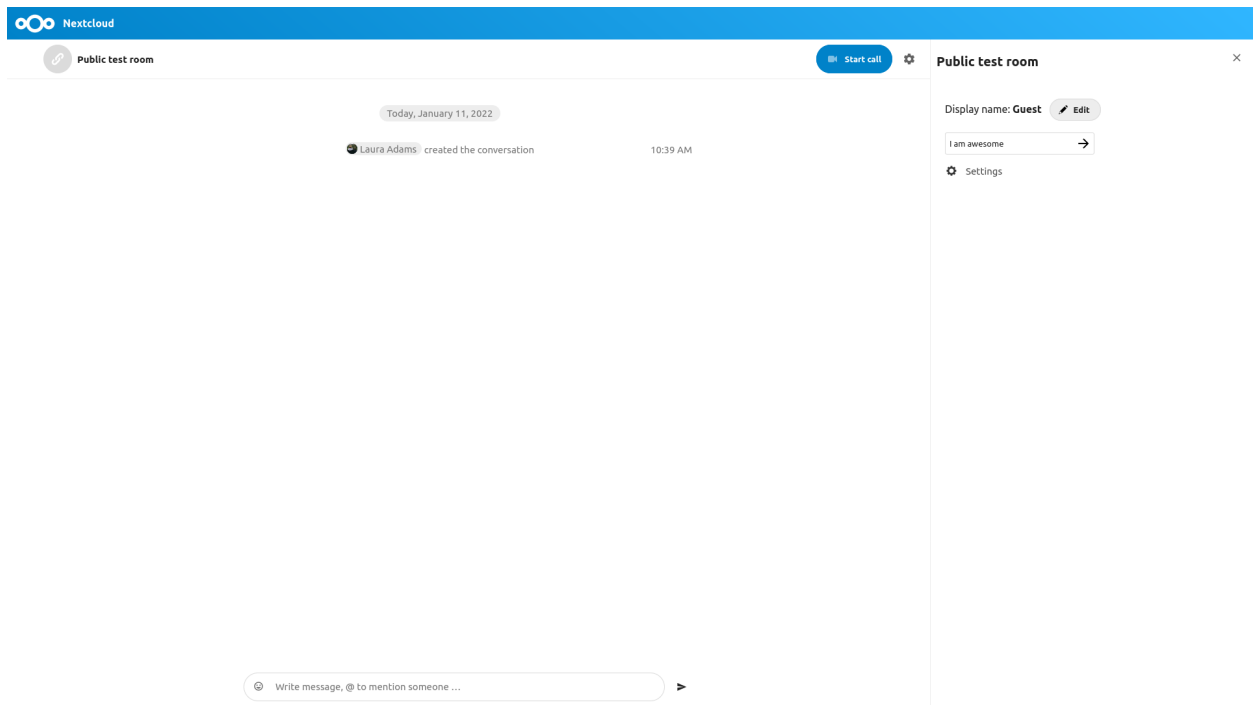 Nextcloud
Public test room
Start call
Today, January 11, 2022
Laura Adams created the conversation 10:39 AM
Write message, @ to mention someone ...
Public test room
Display name: Guest Edit
I am awesome
Settings